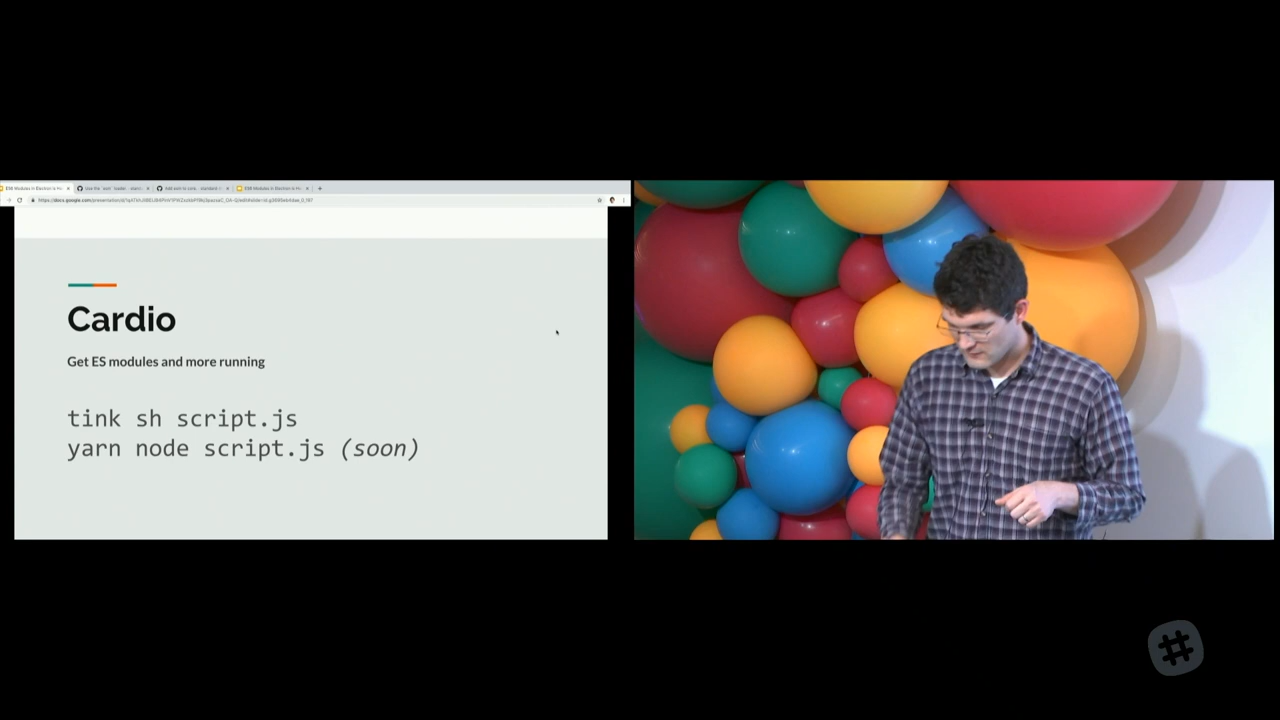 Cardio
Get ES modules and more running
tink sh script.js
yarn node script.js (soon)